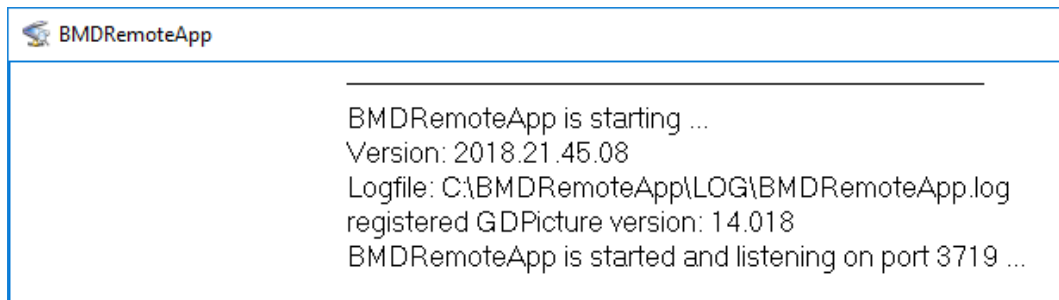 BMDRemoteApp
BMDRemoteApp is starting ...
Version: 2018.21.45.08
Logfile: C:\BMDRemoteApp\LOG\BMDRemoteApp.log
registered GDPicture version: 14.018
BMDRemoteApp is started and listening on port 3719 ...